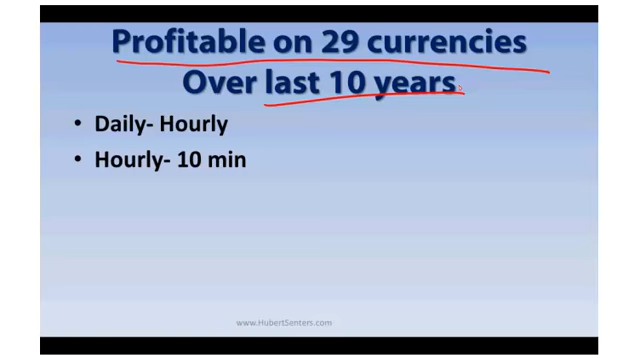 Profitable on 29 currencies
Over last 10 years
• Daily- Hourly
• Hourly- 10 min
www.HubertSenters.com